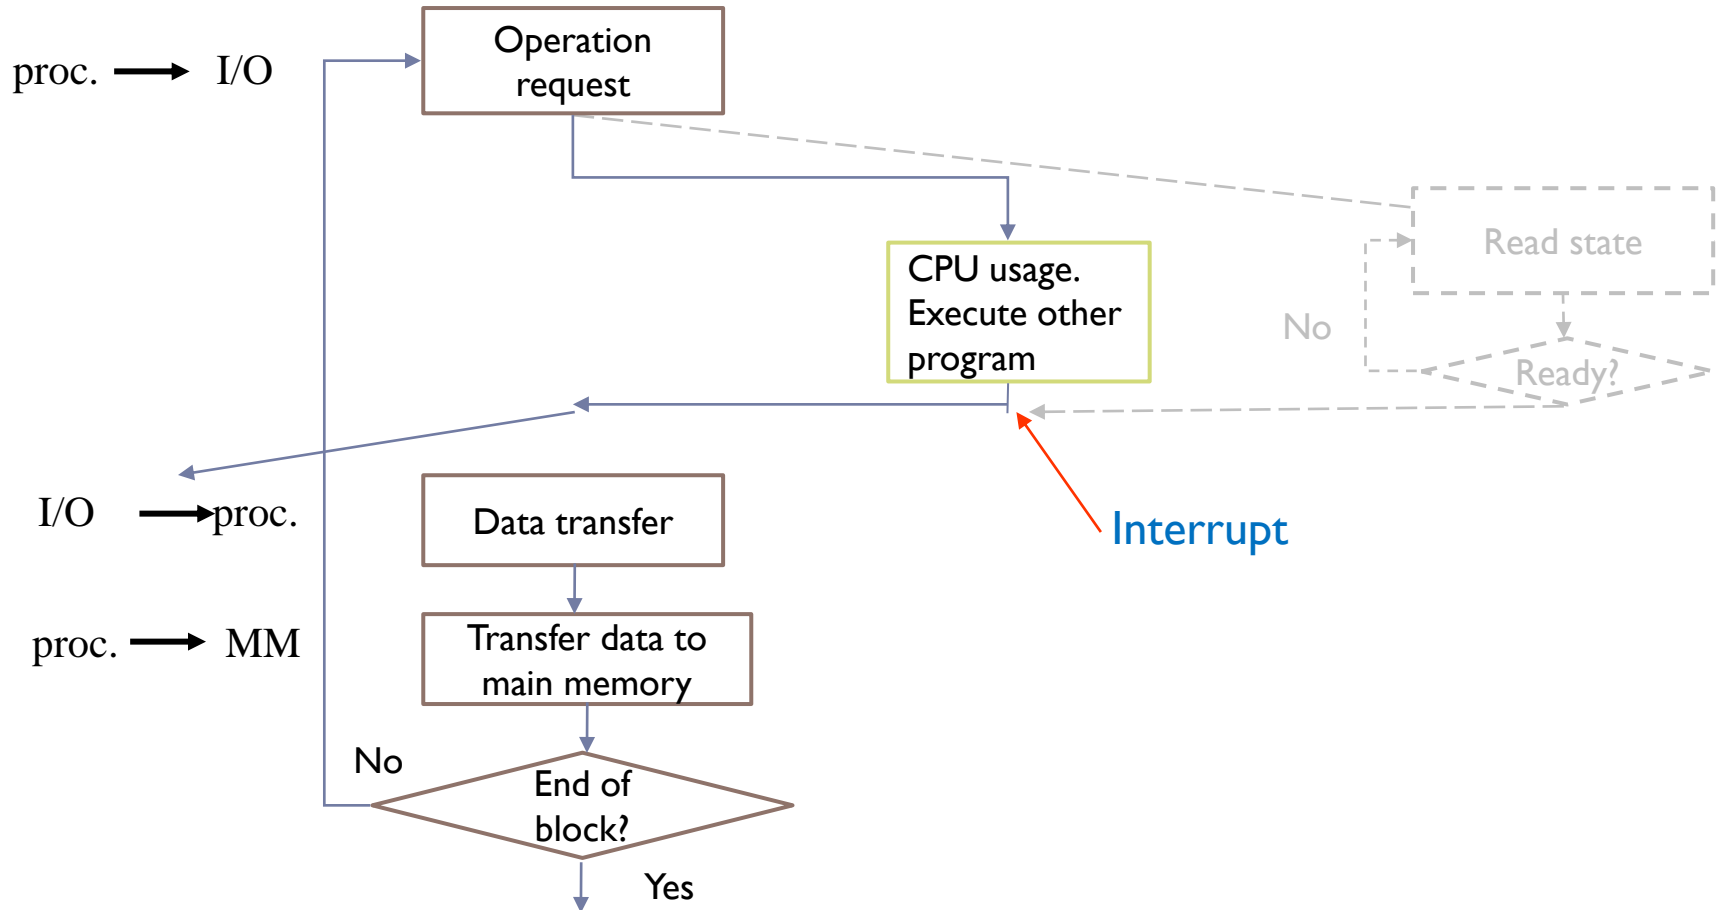 Operation
request
proc. I/O
Read state
CPU usage.
Execute other
program
No
Ready?
I/O proc.
Data transfer
Interrupt
proc. MM
Transfer data to
main memory
No
End of
block?
Yes